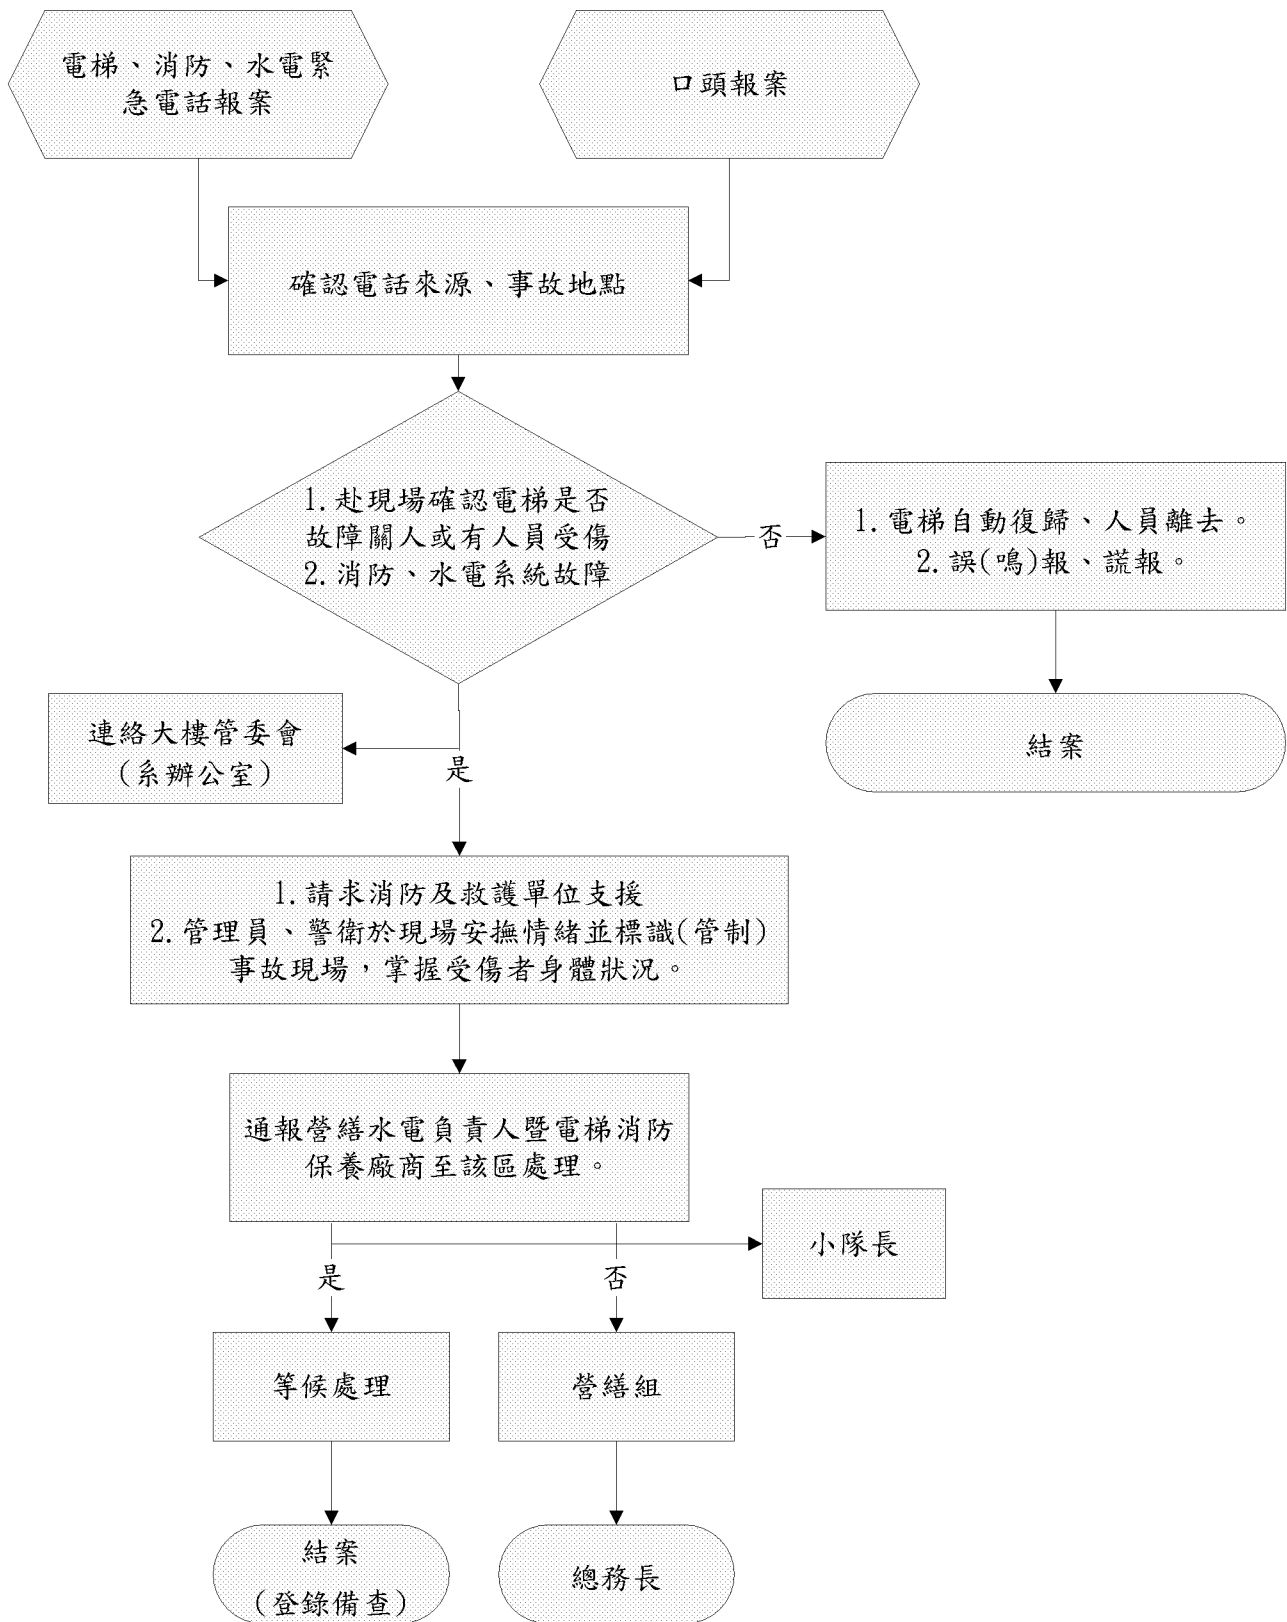 電梯、消防、水電緊
急電話報案
口頭報案
確認電話來源、事故地點
1.赴現場確認電梯是否
故障關人或有人員受傷
2.消防、水電系統故障
否
1.電梯自動復歸、人員離去。
2.誤(鳴)報、謊報。
結案
連絡大樓管委會
(系辦公室)
是
1.請求消防及救護單位支援
2.管理員、警衛於現場安撫情緒並標識(管制)
事故現場，掌握受傷者身體狀況。
通報營繕水電負責人暨電梯消防
保養廠商至該區處理。
小隊長
是
否
等候處理
營繕組
結案
(登錄備查)
總務長